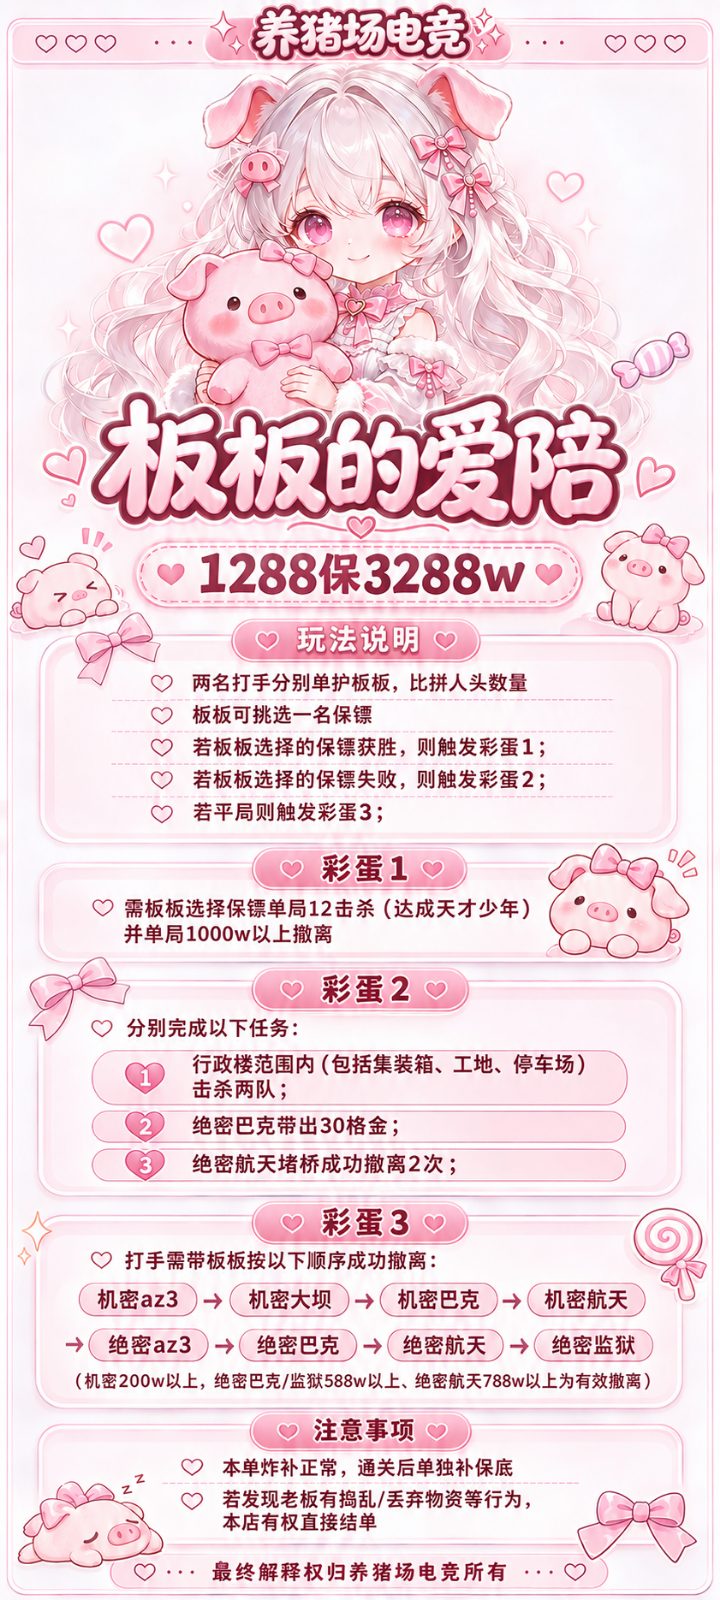 养猪场电竞
板板的爱陪
1288保3288w
玩法说明
两名打手分别单护板板，比拼人头数量
板板可挑选一名保镖
若板板选择的保镖获胜，则触发彩蛋1；
若板板选择的保镖失败，则触发彩蛋2；
若平局则触发彩蛋3；
彩蛋1
需板板选择保镖单局12击杀（达成天才少年）
并单局1000w以上撤离
彩蛋2
分别完成以下任务：
1 行政楼范围内（包括集装箱、工地、停车场）
击杀两队；
2 绝密巴克带出30格金；
3 绝密航天堵桥成功撤离2次；
彩蛋3
打手需带板板按以下顺序成功撤离：
机密az3→机密大坝→机密巴克→机密航天
→绝密az3→绝密巴克→绝密航天→绝密监狱
（机密200w以上，绝密巴克/监狱588w以上、绝密航天788w以上为有效撤离）
注意事项
本单炸补正常，通关后单独补保底
若发现老板有捣乱/丢弃物资等行为，
本店有权直接结单
zzz
···最终解释权归养猪场电竞所有···